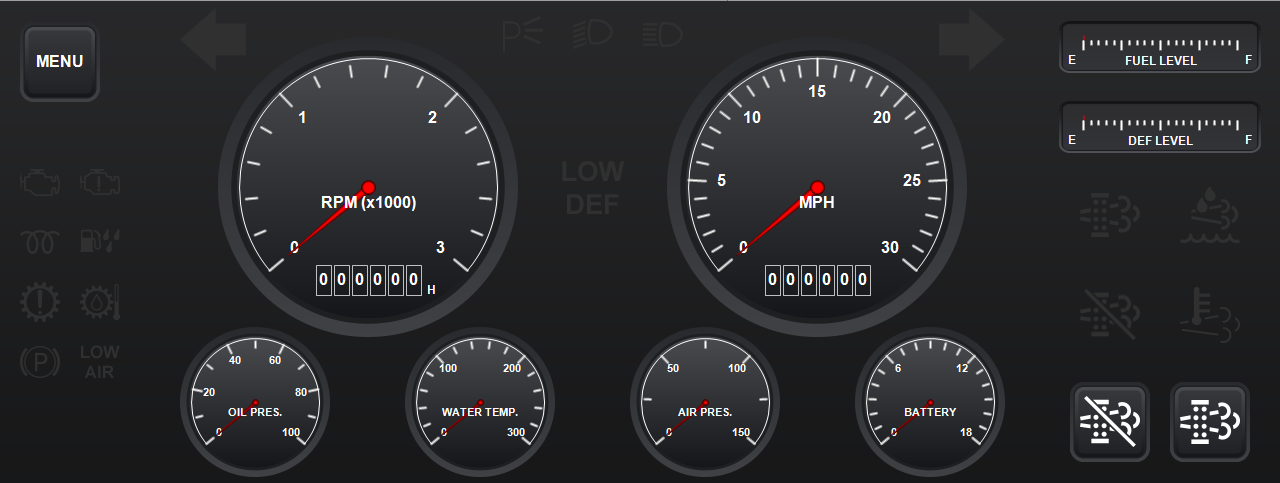 MENU
P
E F
FUEL LEVEL
E F
DEF LEVEL
0 1 2 3
RPM (x1000)
000000 H
LOW
DEF
0 5 10 15 20 25 30
MPH
000000
P
LOW
AIR
0 20 40 60 80 100
OIL PRES.
0 100 200 300
WATER TEMP.
0 50 100 150
AIR PRES.
0 6 12 18
BATTERY